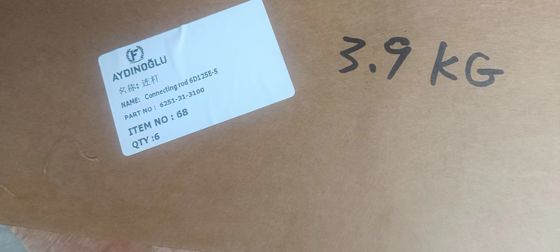 F
AYDINOĞLU
名称: 连杆
NAME: Connecting rod 6D125E-5
PART NO : 6251-31-3100
ITEM NO : 68
QTY :6
3.9 KG